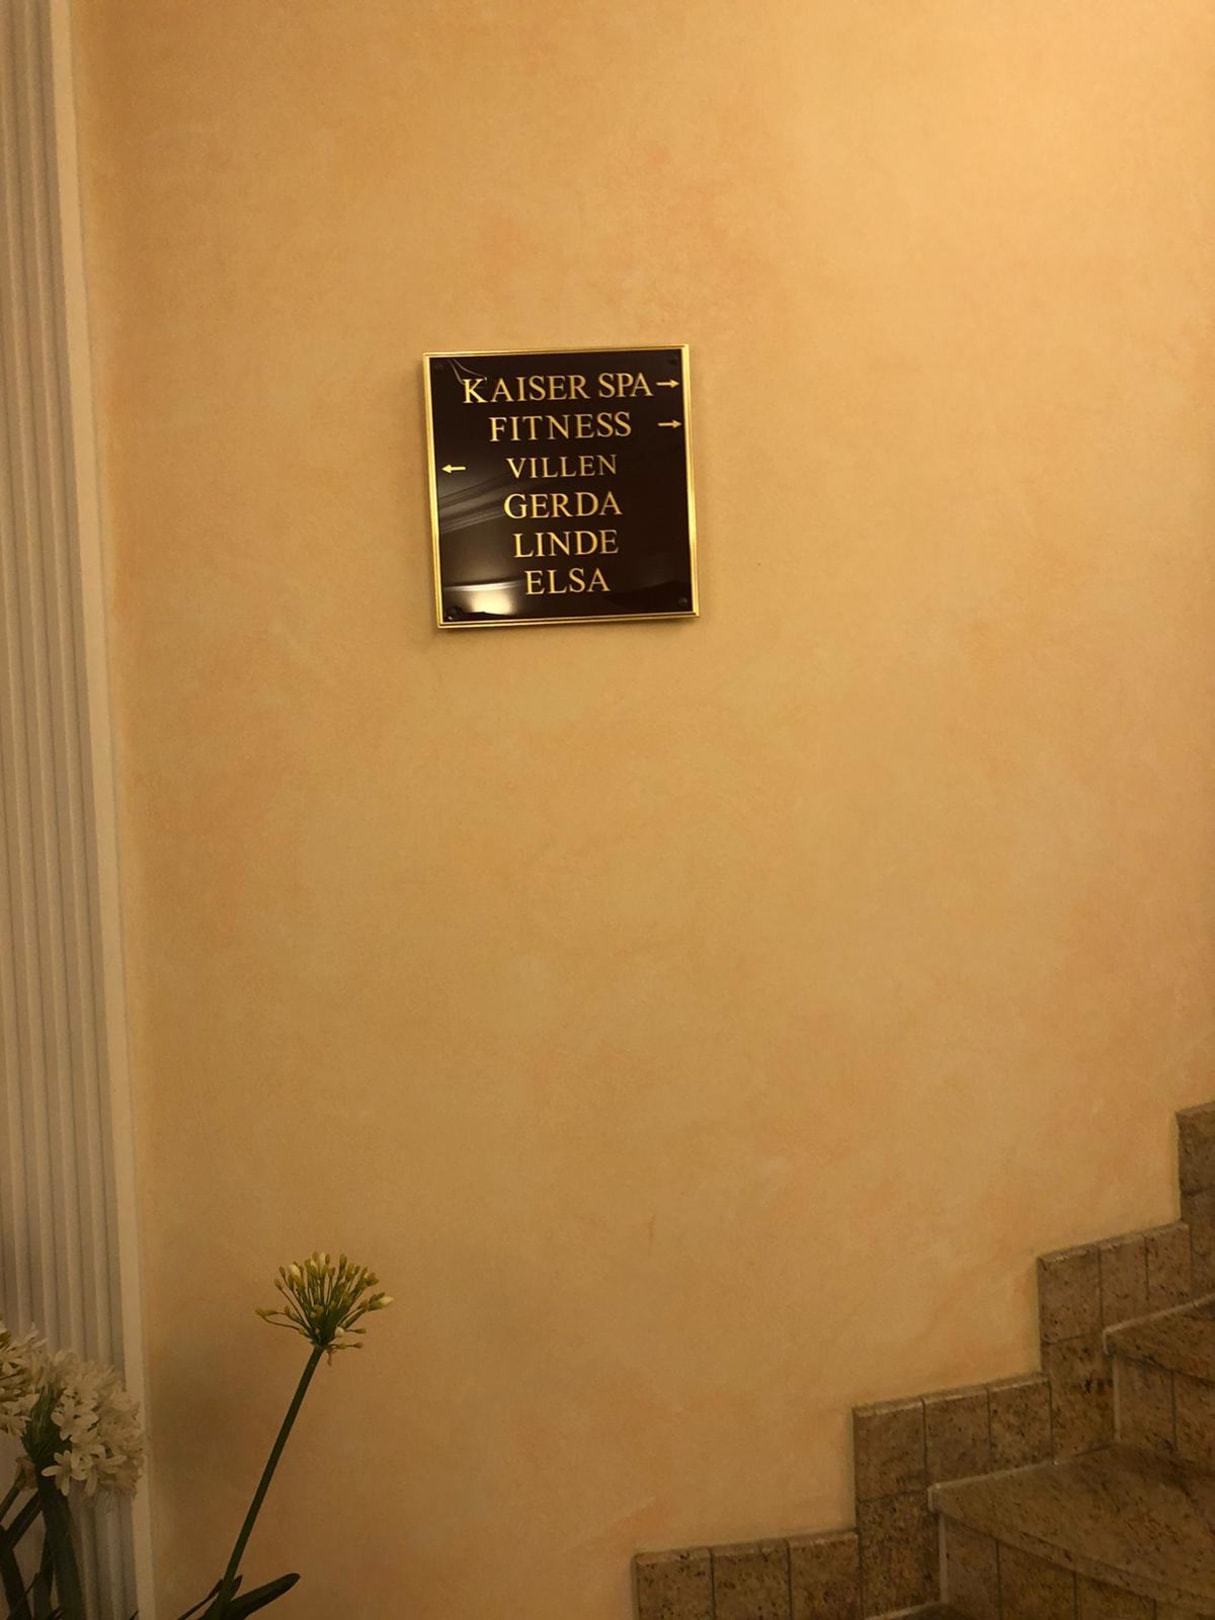 KAISER SPA→
FITNESS →
← VILLEN
GERDA
LINDE
ELSA